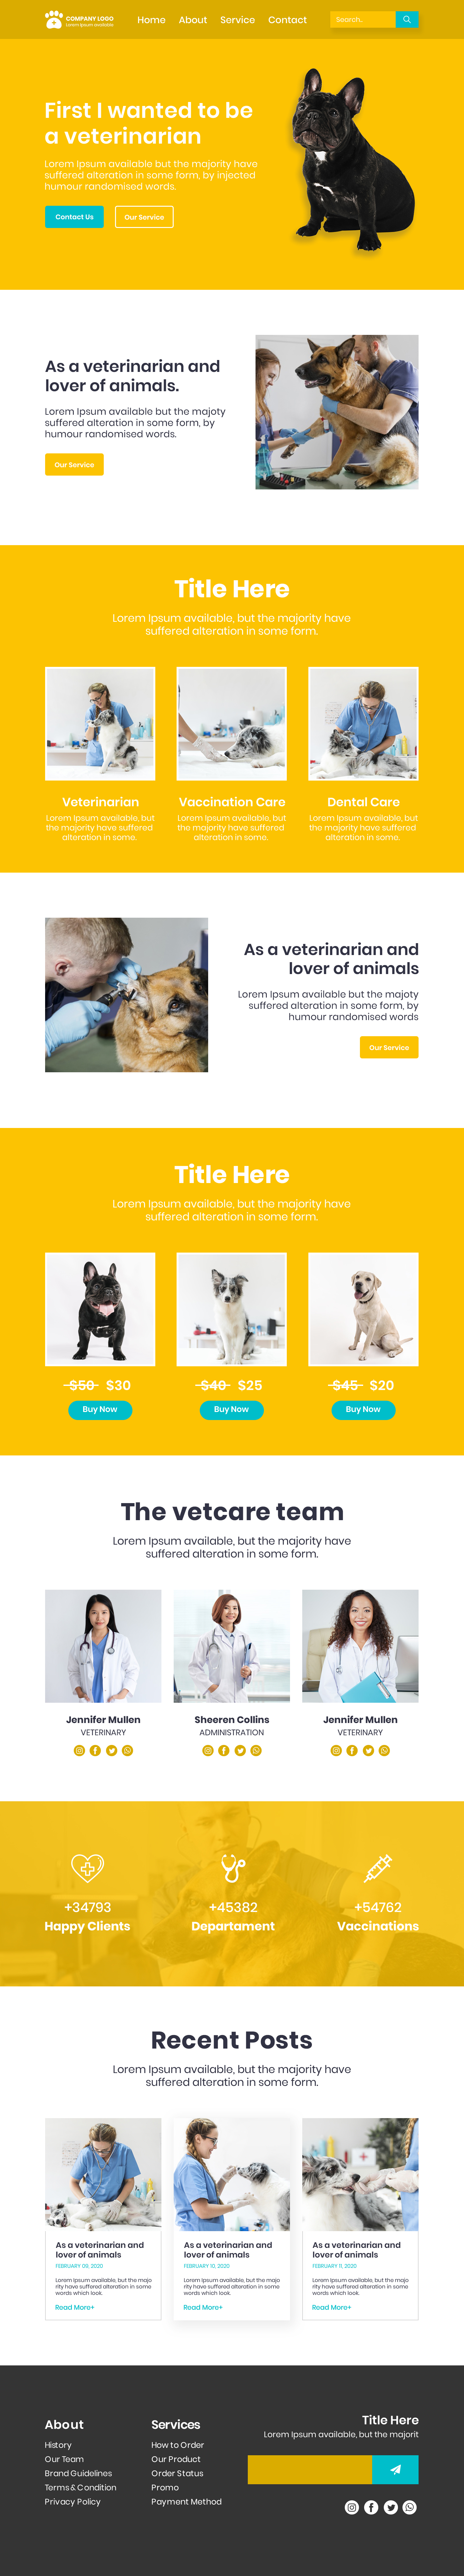 COMPANY LOGO
Lorem Ipsum available
Home About Service Contact
Search..
First I wanted to be
a veterinarian
Lorem Ipsum available but the majority have
suffered alteration in some form, by injected
humour randomised words.
Contact Us
Our Service
As a veterinarian and
lover of animals.
Lorem Ipsum available but the majoty
suffered alteration in some form, by
humour randomised words.
Our Service
Title Here
Lorem Ipsum available, but the majority have
suffered alteration in some form.
Veterinarian
Lorem Ipsum available, but
the majority have suffered
alteration in some.
Vaccination Care
Lorem Ipsum available, but
the majority have suffered
alteration in some.
Dental Care
Lorem Ipsum available, but
the majority have suffered
alteration in some.
As a veterinarian and
lover of animals
Lorem Ipsum available but the majoty
suffered alteration in some form, by
humour randomised words
Our Service
Title Here
Lorem Ipsum available, but the majority have
suffered alteration in some form.
$50 $30
Buy Now
$40 $25
Buy Now
$45 $20
Buy Now
The vetcare team
Lorem Ipsum available, but the majority have
suffered alteration in some form.
Jennifer Mullen
VETERINARY
Sheeren Collins
ADMINISTRATION
Jennifer Mullen
VETERINARY
+34793
Happy Clients
+45382
Departament
+54762
Vaccinations
Recent Posts
Lorem Ipsum available, but the majority have
suffered alteration in some form.
As a veterinarian and
lover of animals
FEBRUARY 09, 2020
Lorem Ipsum available, but the majo
rity have suffered alteration in some
words which look.
Read More+
As a veterinarian and
lover of animals
FEBRUARY 10, 2020
Lorem Ipsum available, but the majo
rity have suffered alteration in some
words which look.
Read More+
As a veterinarian and
lover of animals
FEBRUARY 11, 2020
Lorem Ipsum available, but the majo
rity have suffered alteration in some
words which look.
Read More+
About
History
Our Team
Brand Guidelines
Terms & Condition
Privacy Policy
Services
How to Order
Our Product
Order Status
Promo
Payment Method
Title Here
Lorem Ipsum available, but the majorit